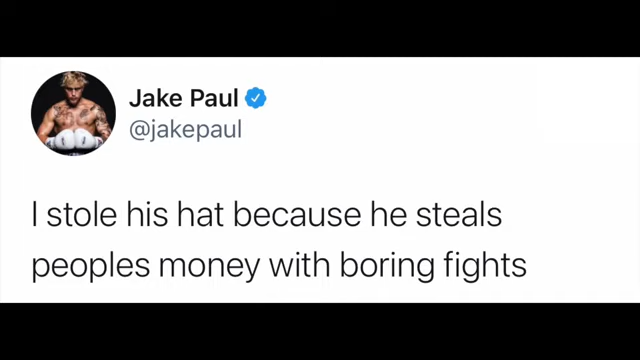 Jake Paul
@jakepaul
I stole his hat because he steals
peoples money with boring fights